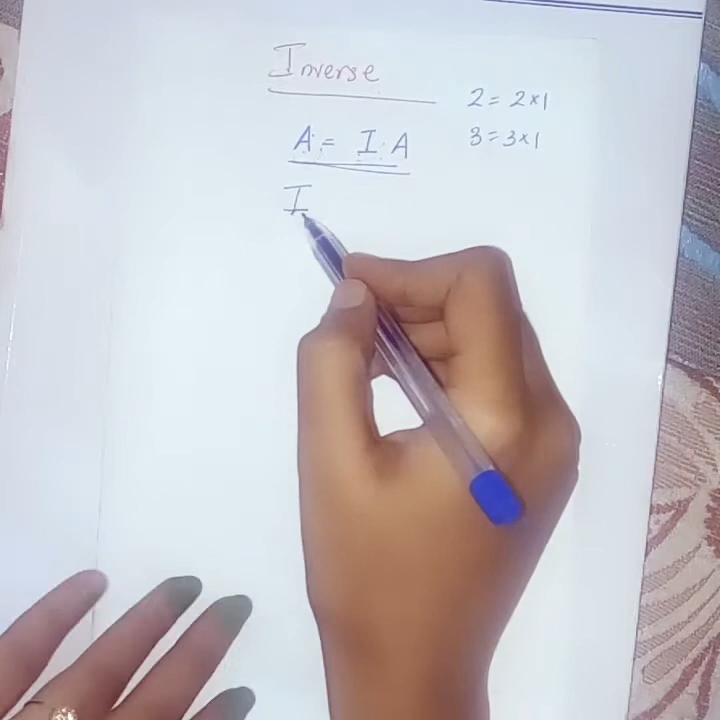 Inverse
2 = 2×1
A = I A
3 = 3×1
I